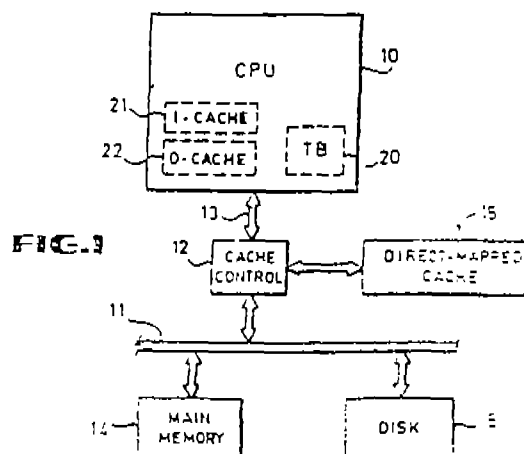 CPU
10
21
I-CACHE
22
D-CACHE
TB
20
13
FIG.1
12
CACHE
CONTROL
DIRECT-MAPPED
CACHE
11
14
MAIN
MEMORY
DISK